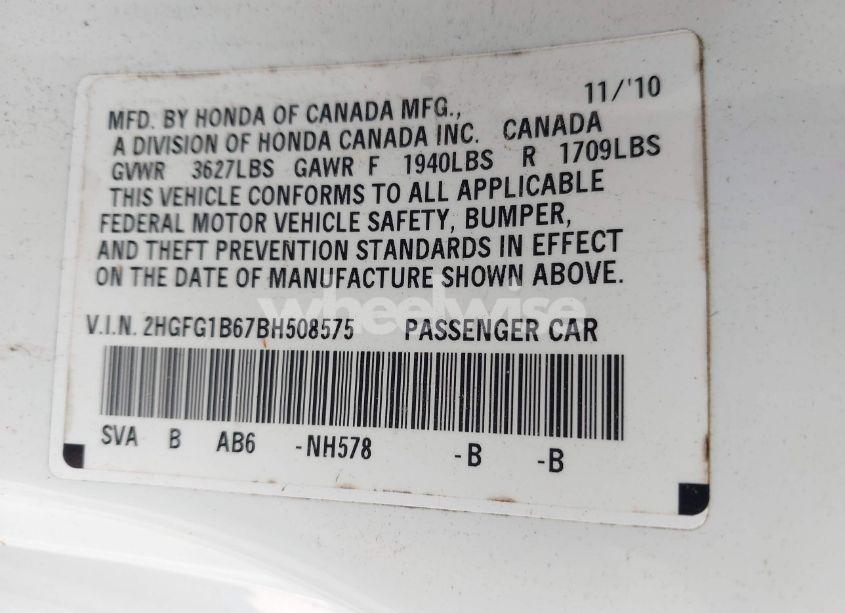 11/'10
MFD. BY HONDA OF CANADA MFG.,
A DIVISION OF HONDA CANADA INC. CANADA
GVWR 3627LBS GAWR F 1940LBS R 1709LBS
THIS VEHICLE CONFORMS TO ALL APPLICABLE
FEDERAL MOTOR VEHICLE SAFETY, BUMPER,
AND THEFT PREVENTION STANDARDS IN EFFECT
ON THE DATE OF MANUFACTURE SHOWN ABOVE.
wheelwise
V.I.N. 2HGFG1B67BH508575 PASSENGER CAR
SVA B AB6 -NH578 -B -B